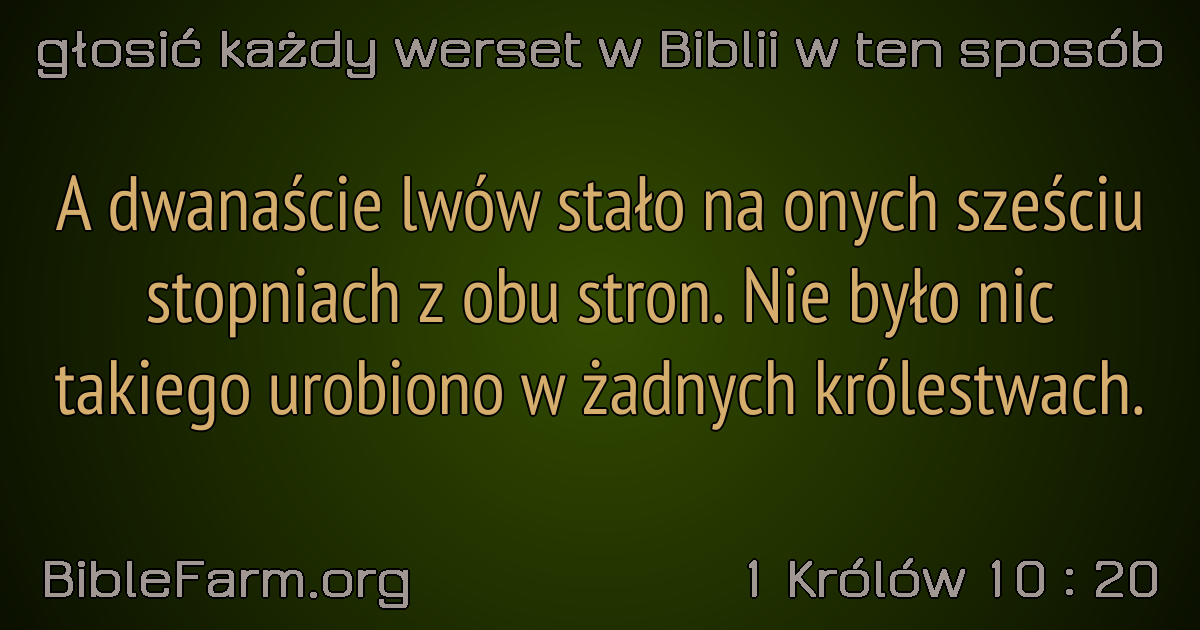 głosić każdy werset w Biblii w ten sposób
A dwanaście lwów stało na onych sześciu
stopniach z obu stron. Nie było nic
takiego urobiono w żadnych królestwach.
BibleFarm.org
1 Królów 10 : 20